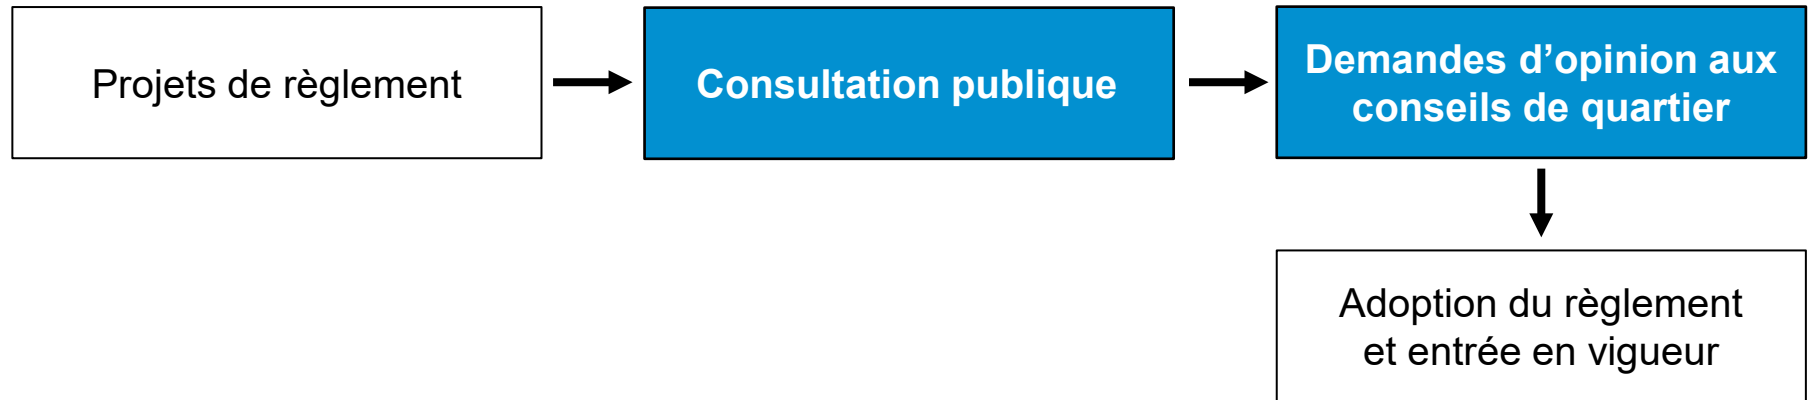 Projets de règlement
Consultation publique
Demandes d’opinion aux
conseils de quartier
Adoption du règlement
et entrée en vigueur